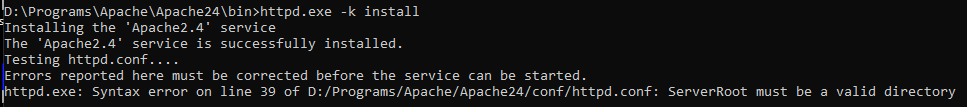 D:\Programs\Apache\Apache24\bin>httpd.exe -k install
Installing the 'Apache2.4' service
The 'Apache2.4' service is successfully installed.
Testing httpd.conf....
Errors reported here must be corrected before the service can be started.
httpd.exe: Syntax error on line 39 of D:/Programs/Apache/Apache24/conf/httpd.conf: ServerRoot must be a valid directory